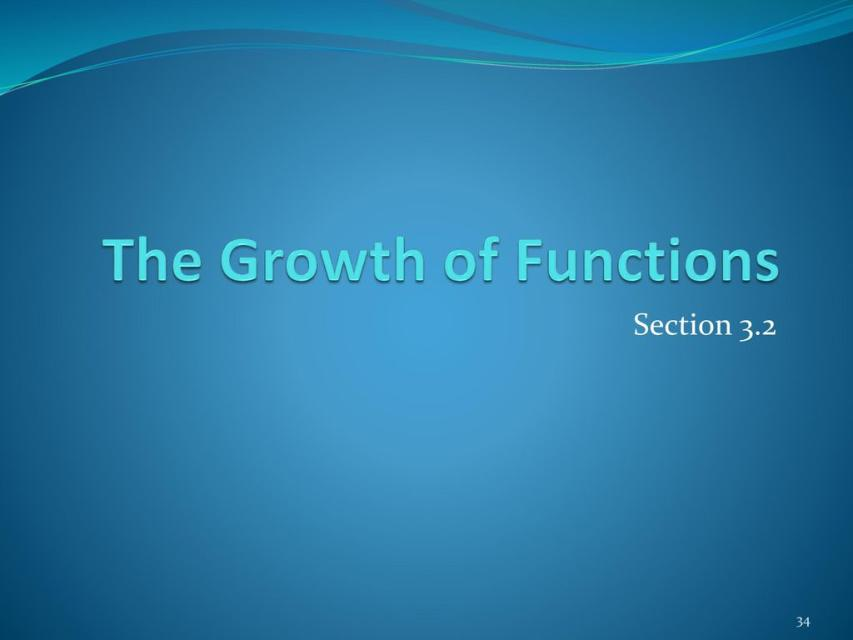 The Growth of Functions
Section 3.2
34